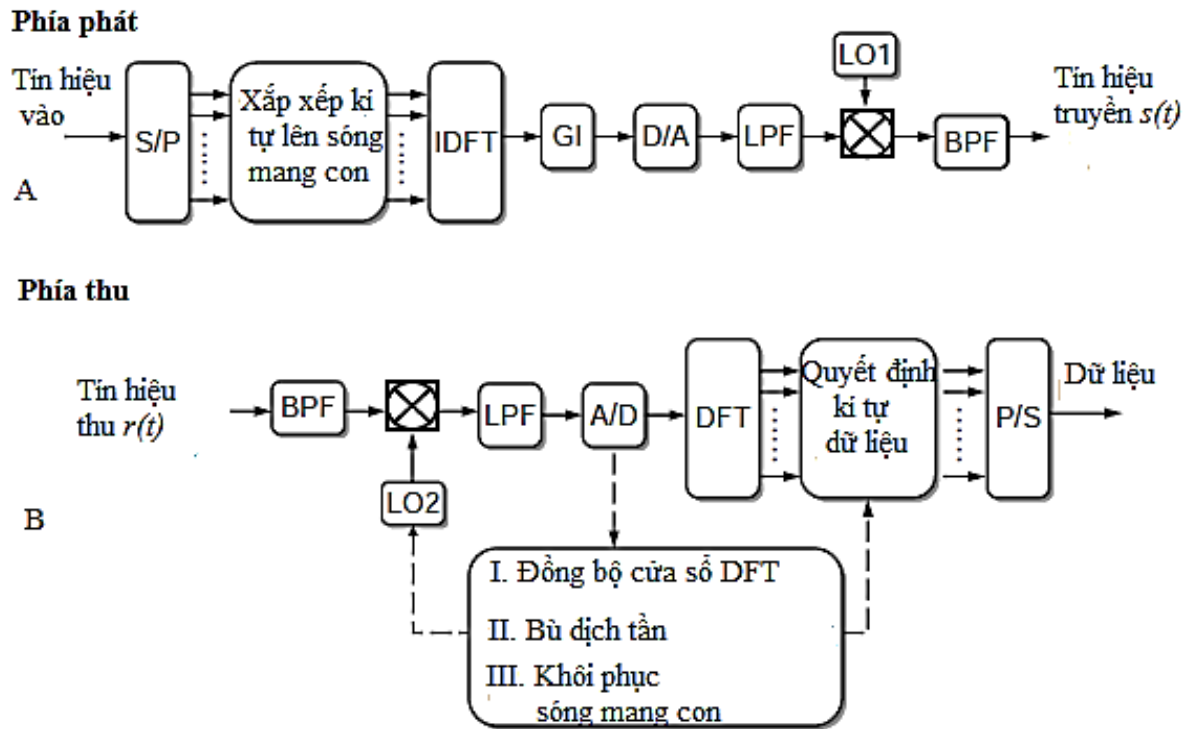 Phía phát
Tín hiệu
vào
S/P
Xắp xếp kí
tự lên sóng
mang con
IDFT
GI
D/A
LPF
LO1
BPF
Tín hiệu
truyền s(t)
A
Phía thu
Tín hiệu
thu r(t)
BPF
LO2
LPF
A/D
DFT
Quyết định
kí tự
dữ liệu
P/S
Dữ liệu
B
I. Đồng bộ cửa sổ DFT
II. Bù dịch tần
III. Khôi phục
sóng mang con